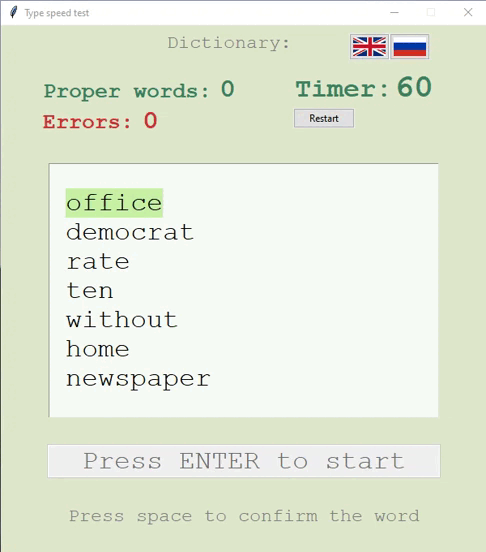 Type speed test
Dictionary:
Proper words: 0
Timer: 60
Errors: 0
Restart
office
democrat
rate
ten
without
home
newspaper
Press ENTER to start
Press space to confirm the word